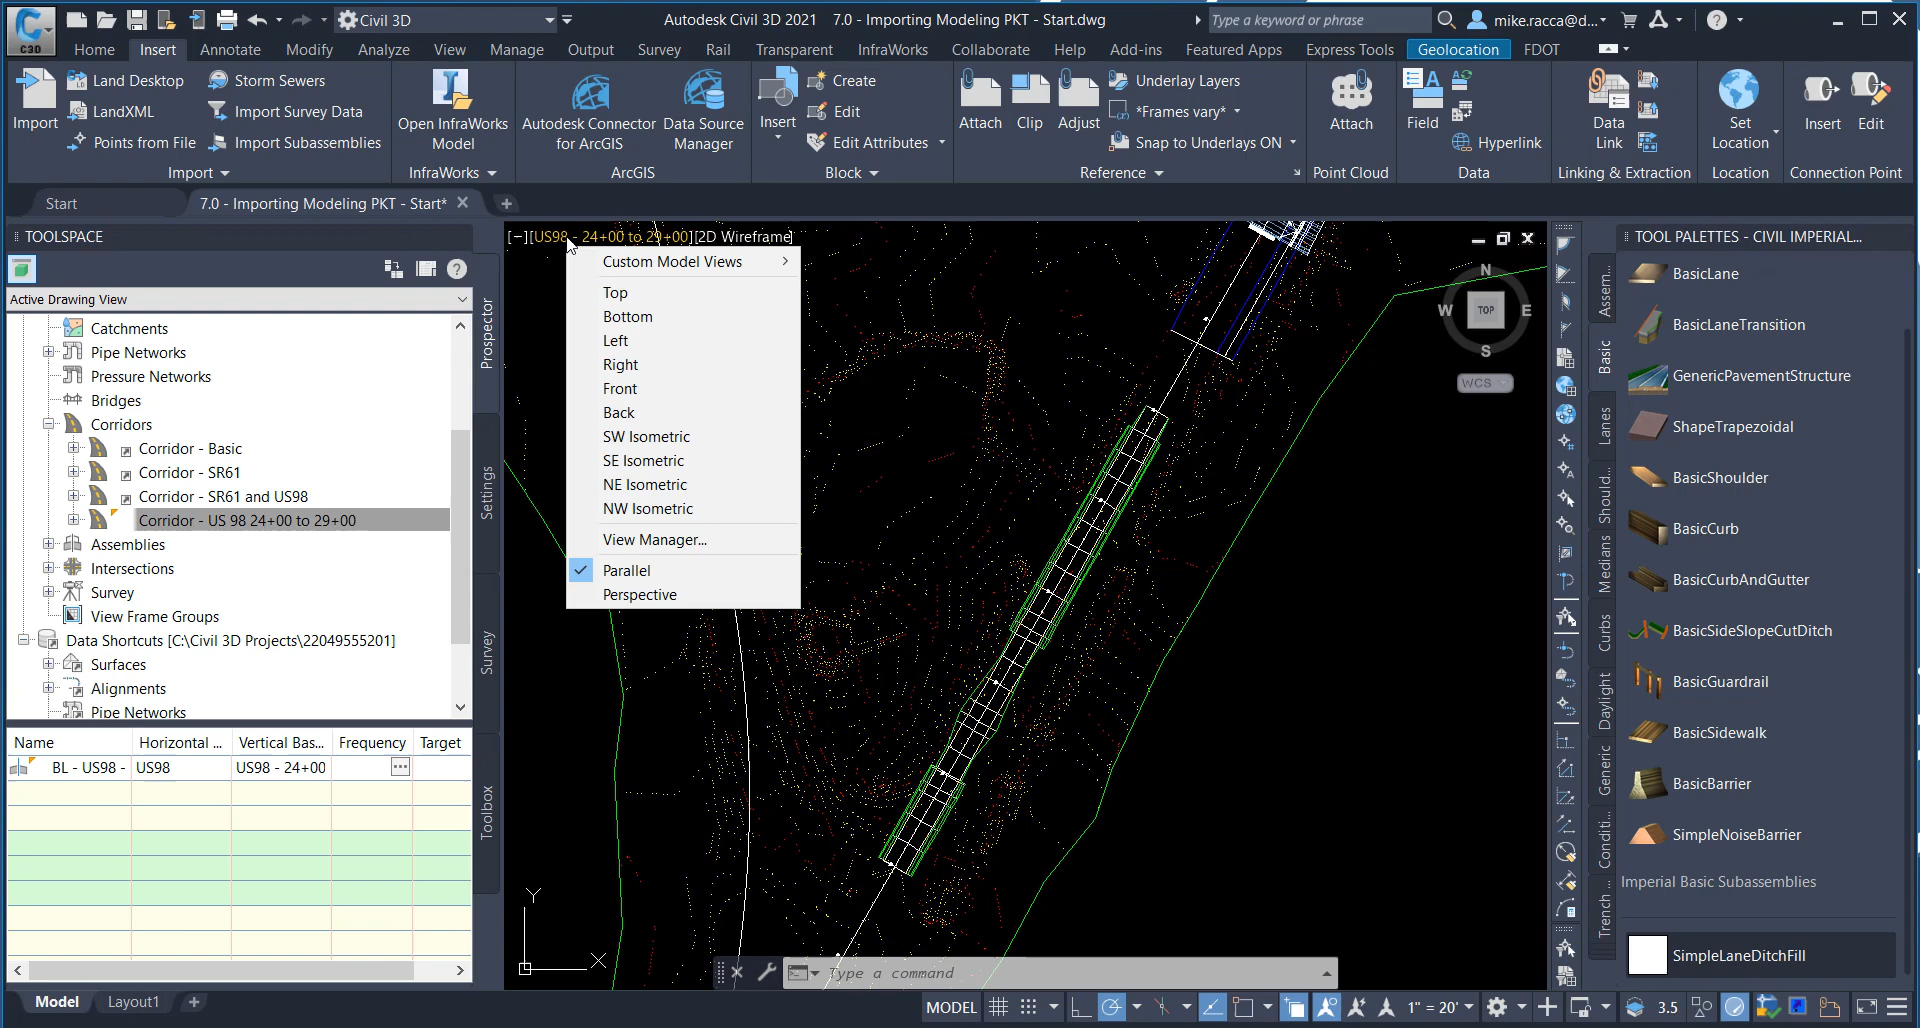 C3D
Civil 3D
Autodesk Civil 3D 2021 7.0 - Importing Modeling PKT - Start.dwg
Type a keyword or phrase
mike.racca@d...
Home Insert Annotate Modify Analyze View Manage Output Survey Rail Transparent InfraWorks Collaborate Help Add-ins Featured Apps Express Tools Geolocation FDOT
Import
Land Desktop
LandXML
Points from File
Storm Sewers
Import Survey Data
Import Subassemblies
Open InfraWorks
Model
Autodesk Connector
for ArcGIS
Data Source
Manager
Insert
Create
Edit
Edit Attributes
Attach
Clip
Adjust
Underlay Layers
*Frames vary*
Snap to Underlays ON
Attach
Field
Hyperlink
Data
Link
Set
Location
Insert
Edit
Import
InfraWorks
ArcGIS
Block
Reference
Point Cloud
Data
Linking & Extraction
Location
Connection Point
Start
7.0 - Importing Modeling PKT - Start*
TOOLSPACE
Active Drawing View
Catchments
Pipe Networks
Pressure Networks
Bridges
Corridors
Corridor - Basic
Corridor - SR61
Corridor - SR61 and US98
Corridor - US 98 24+00 to 29+00
Assemblies
Intersections
Survey
View Frame Groups
Data Shortcuts [C:\Civil 3D Projects\22049555201]
Surfaces
Alignments
Pipe Networks
Prospector
Settings
Survey
Toolbox
Name Horizontal ... Vertical Bas... Frequency Target
BL - US98 - US98 US98 - 24+00 ...
[−][US98 - 24+00 to 29+00][2D Wireframe]
Custom Model Views
Top
Bottom
Left
Right
Front
Back
SW Isometric
SE Isometric
NE Isometric
NW Isometric
View Manager...
Parallel
Perspective
N
W TOP E
S
WCS
Y
X
Type a command
TOOL PALETTES - CIVIL IMPERIAL...
Assem...
Basic
Lanes
Should...
Medians
Curbs
Daylight
Generic
Conditi...
Trench ...
BasicLane
BasicLaneTransition
GenericPavementStructure
ShapeTrapezoidal
BasicShoulder
BasicCurb
BasicCurbAndGutter
BasicSideSlopeCutDitch
BasicGuardrail
BasicSidewalk
BasicBarrier
SimpleNoiseBarrier
Imperial Basic Subassemblies
SimpleLaneDitchFill
Model Layout1
MODEL
1" = 20'
3.5